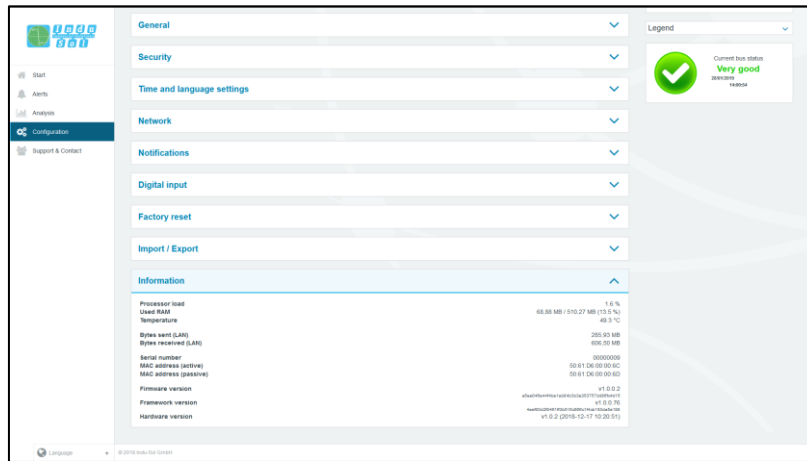 indu
Sol
Start
Alerts
Analysis
Configuration
Support & Contact
Language
General
Security
Time and language settings
Network
Notifications
Digital input
Factory reset
Import / Export
Information
Processor load 1.6 %
Used RAM 68.88 MB / 510.27 MB (13.5 %)
Temperature 49.3 °C
Bytes sent (LAN) 285,93 MB
Bytes received (LAN) 606,50 MB
Serial number 00000009
MAC address (active) 00:61:D6:00:00:6C
MAC address (passive) 00:61:D6:00:00:6D
Firmware version v1.0.0.2
Framework version v1.0.0.76
Hardware version v1.0.2 (2018-12-17 10:20:51)
© 2018 Indu-Sol GmbH
Legend
Current bus status
Very good